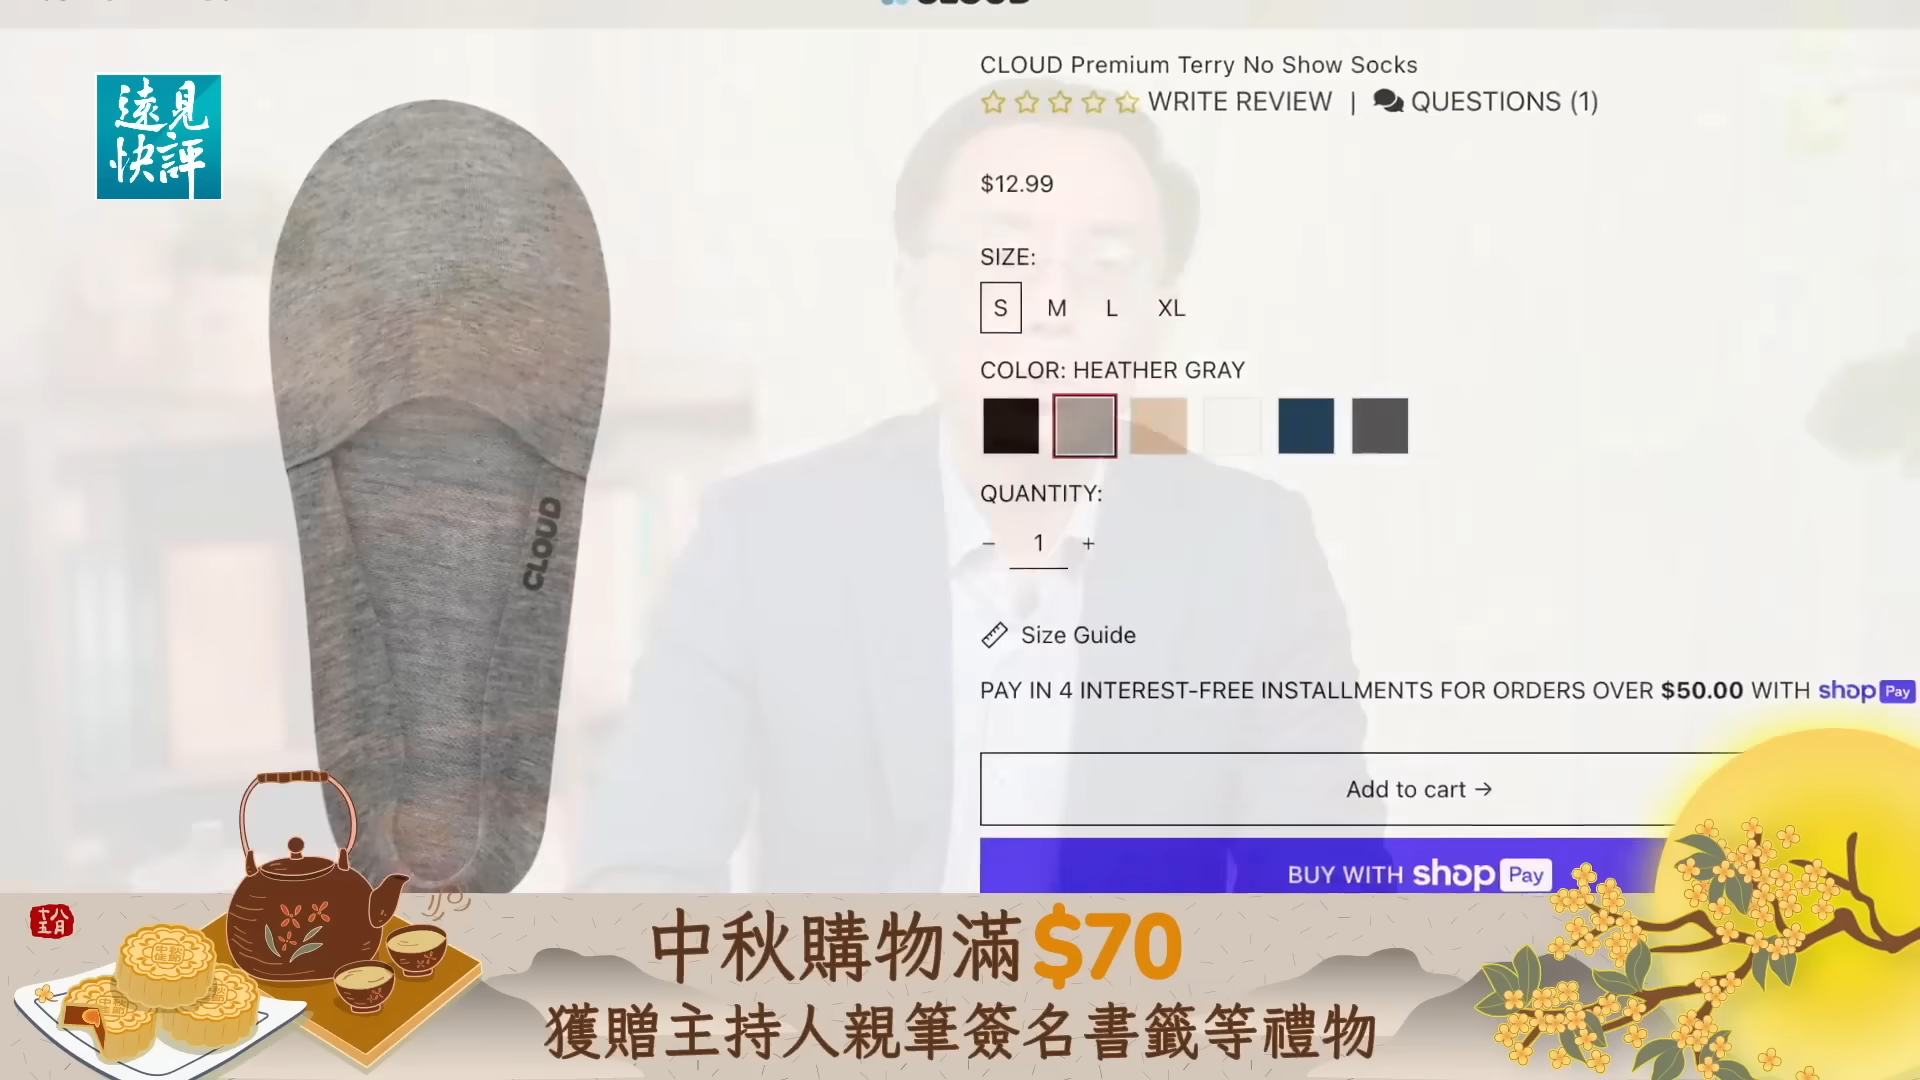 CLOUD
遠見
快評
CLOUD Premium Terry No Show Socks
WRITE REVIEW | QUESTIONS (1)
$12.99
SIZE:
S M L XL
COLOR: HEATHER GRAY
QUANTITY:
− 1 +
CLOUD
Size Guide
PAY IN 4 INTEREST-FREE INSTALLMENTS FOR ORDERS OVER $50.00 WITH shop Pay
Add to cart →
BUY WITH shop Pay
中秋購物滿$70
獲贈主持人親筆簽名書籤等禮物